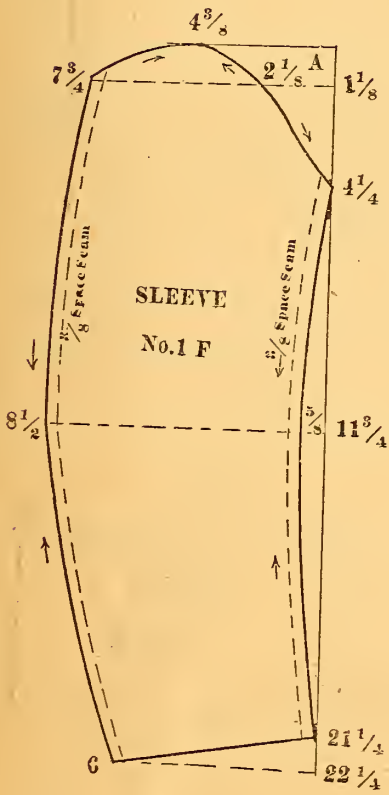 4 3/8
A
7 3/4
2 1/8
1 1/8
4 1/4
3/8 Space Seam
3/8 Space Seam
SLEEVE
No.1 F
8 1/2
5/8
11 3/4
21 1/4
6
22 1/4